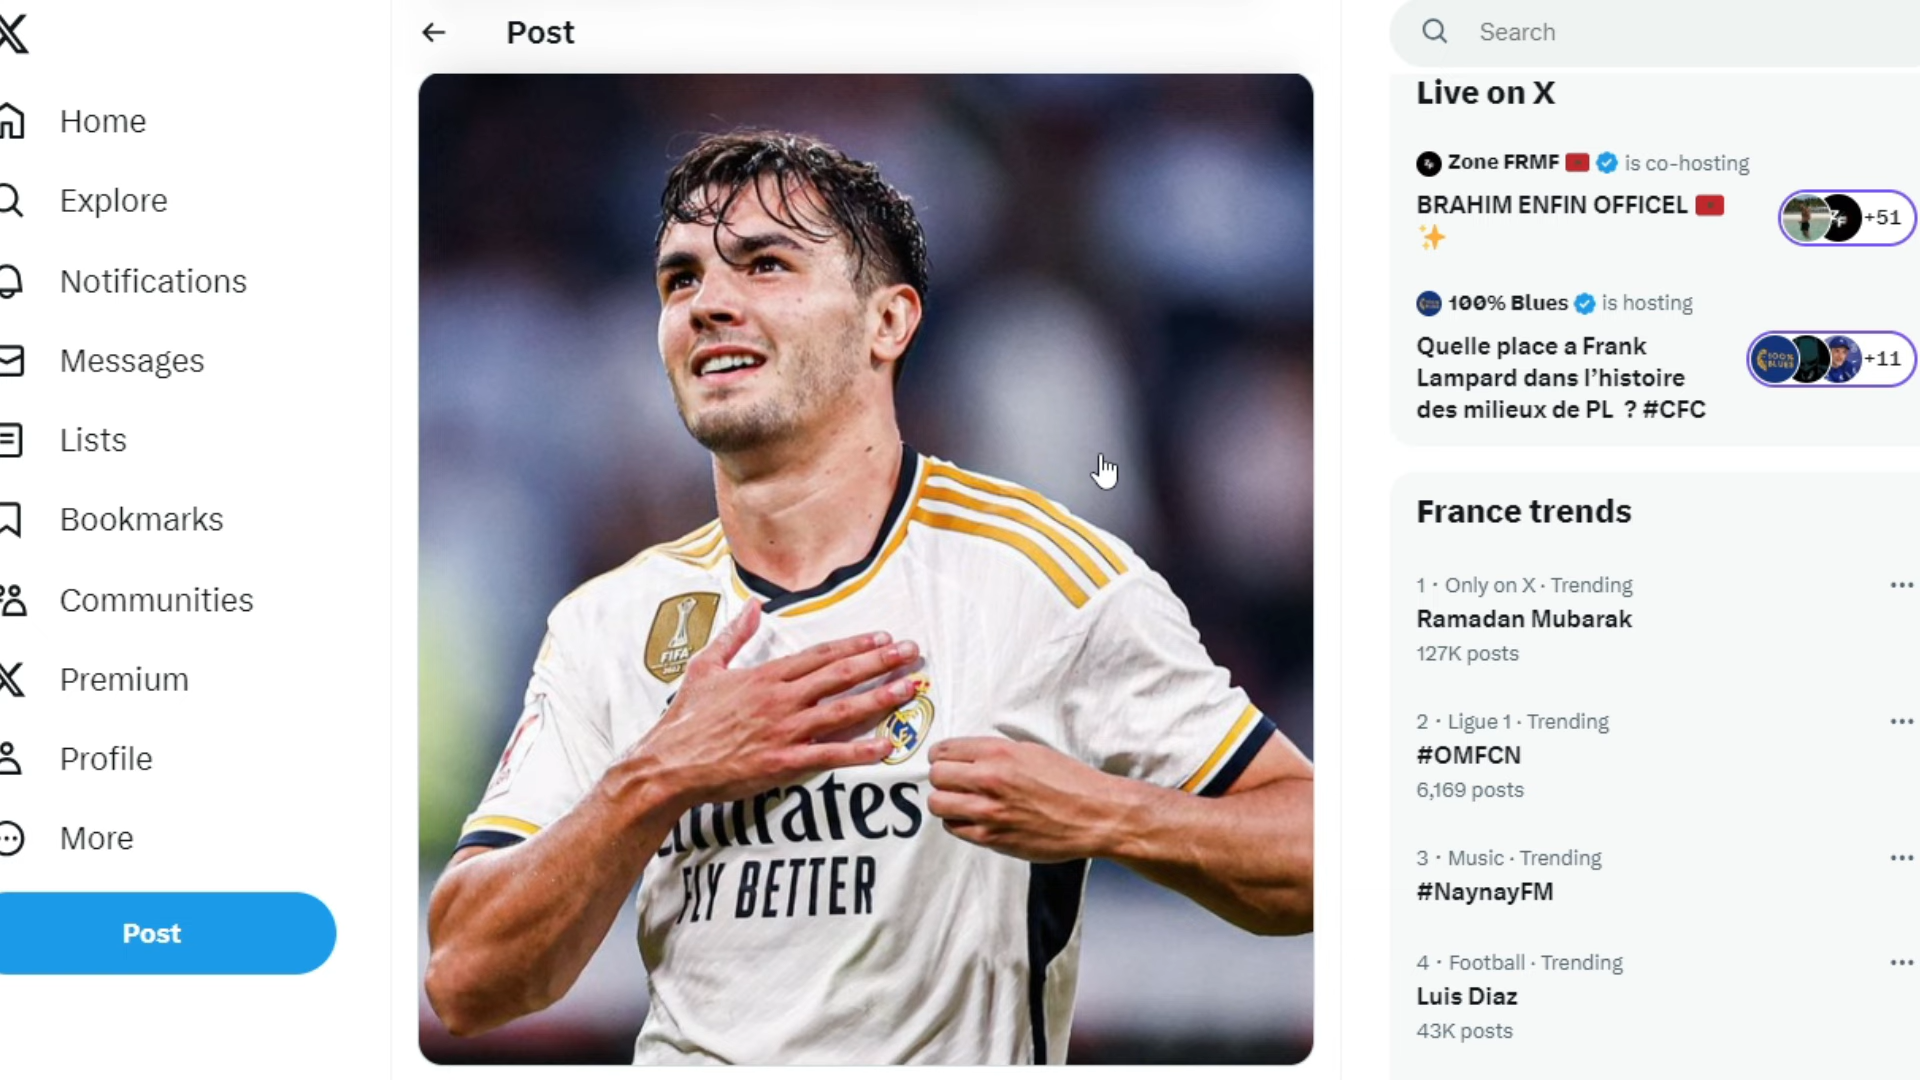 Post
Home
Explore
Notifications
Messages
Lists
Bookmarks
Communities
Premium
Profile
More
Post
FIFA
Emirates
FLY BETTER
Search
Live on X
Zone FRMF 🇲🇦 is co-hosting
BRAHIM ENFIN OFFICEL 🇲🇦
✨
+51
100% Blues is hosting
Quelle place a Frank
Lampard dans l’histoire
des milieux de PL ? #CFC
+11
France trends
1 · Only on X · Trending
Ramadan Mubarak
127K posts
2 · Ligue 1 · Trending
#OMFCN
6,169 posts
3 · Music · Trending
#NaynayFM
4 · Football · Trending
Luis Diaz
43K posts